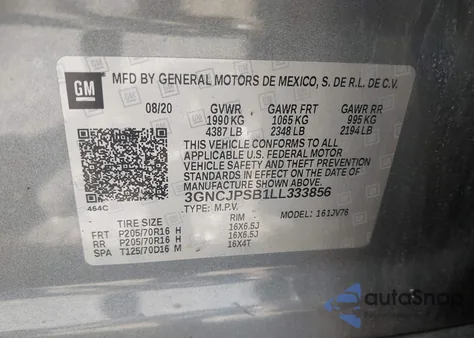 GM
MFD BY GENERAL MOTORS DE MEXICO, S. DE R.L. DE C.V.
08/20 GVWR GAWR FRT GAWR RR
1990 KG 1065 KG 995 KG
4387 LB 2348 LB 2194 LB
THIS VEHICLE CONFORMS TO ALL
APPLICABLE U.S. FEDERAL MOTOR
VEHICLE SAFETY AND THEFT PREVENTION
STANDARDS IN EFFECT ON THE DATE OF
MANUFACTURE SHOWN ABOVE.
464C
3GNCJPSB1LL333856
TYPE: M.P.V. MODEL: 161JV76
TIRE SIZE RIM
FRT P205/70R16 H 16X6.5J
RR P205/70R16 H 16X6.5J
SPA T125/70D16 M 16X4T
autoSnap